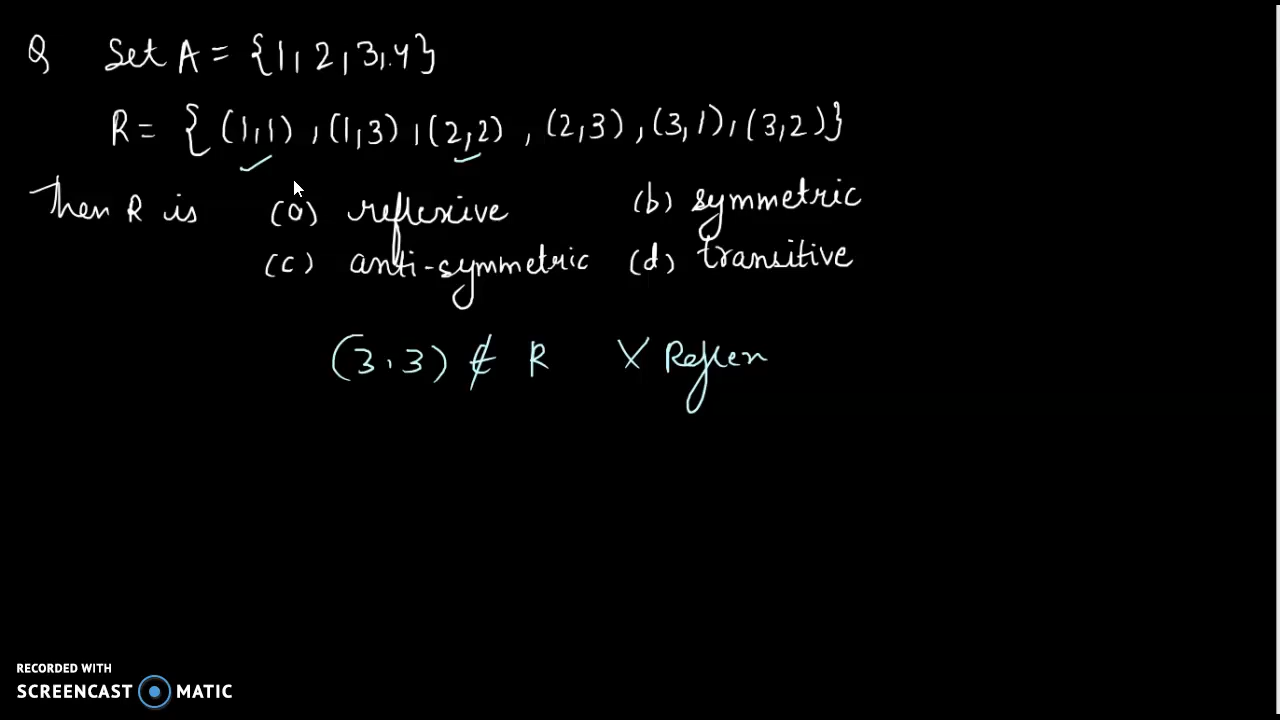 Q Set A = {1, 2, 3, 4}
R = { (1,1), (1,3), (2,2), (2,3), (3,1), (3,2)}
Then R is (a) reflexive (b) symmetric
(c) anti-symmetric (d) transitive
(3,3) ∉ R X Reflex
RECORDED WITH
SCREENCAST MATIC